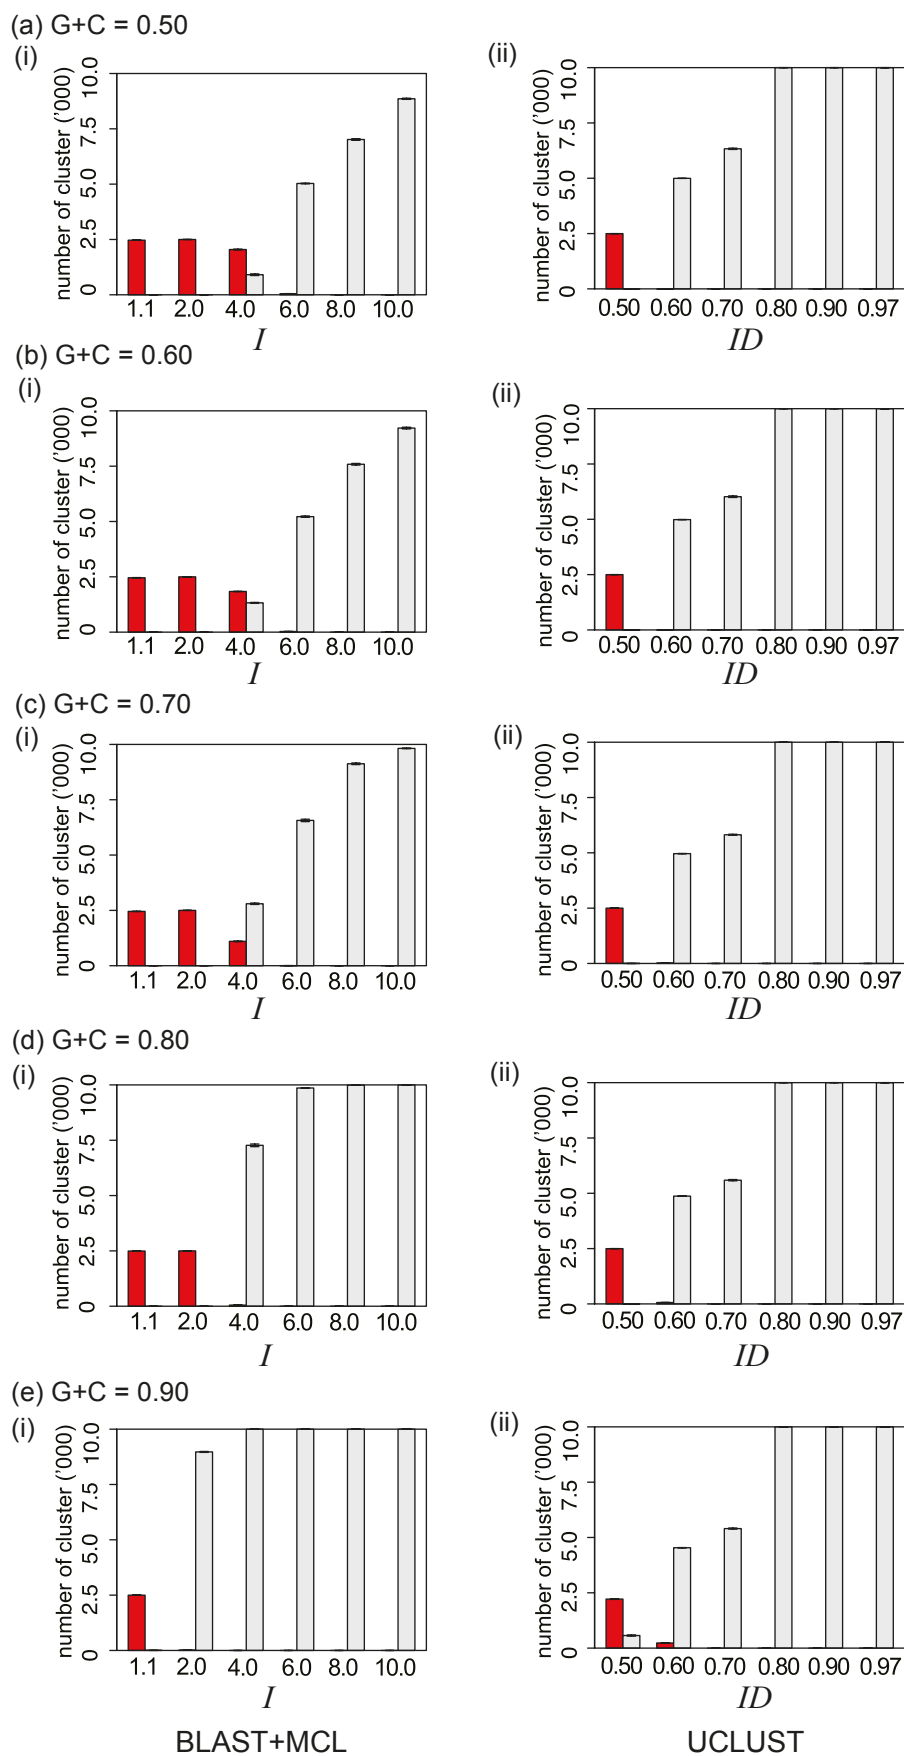 (a) G+C = 0.50
(i)
number of cluster ('000)
10.0
7.5
5.0
2.5
0
1.1 2.0 4.0 6.0 8.0 10.0
I
(ii)
number of cluster ('000)
10.0
7.5
5.0
2.5
0
0.50 0.60 0.70 0.80 0.90 0.97
ID
(b) G+C = 0.60
(i)
number of cluster ('000)
10.0
7.5
5.0
2.5
0
1.1 2.0 4.0 6.0 8.0 10.0
I
(ii)
number of cluster ('000)
10.0
7.5
5.0
2.5
0
0.50 0.60 0.70 0.80 0.90 0.97
ID
(c) G+C = 0.70
(i)
number of cluster ('000)
10.0
7.5
5.0
2.5
0
1.1 2.0 4.0 6.0 8.0 10.0
I
(ii)
number of cluster ('000)
10.0
7.5
5.0
2.5
0
0.50 0.60 0.70 0.80 0.90 0.97
ID
(d) G+C = 0.80
(i)
number of cluster ('000)
10.0
7.5
5.0
2.5
0
1.1 2.0 4.0 6.0 8.0 10.0
I
(ii)
number of cluster ('000)
10.0
7.5
5.0
2.5
0
0.50 0.60 0.70 0.80 0.90 0.97
ID
(e) G+C = 0.90
(i)
number of cluster ('000)
10.0
7.5
5.0
2.5
0
1.1 2.0 4.0 6.0 8.0 10.0
I
(ii)
number of cluster ('000)
10.0
7.5
5.0
2.5
0
0.50 0.60 0.70 0.80 0.90 0.97
ID
BLAST+MCL
UCLUST